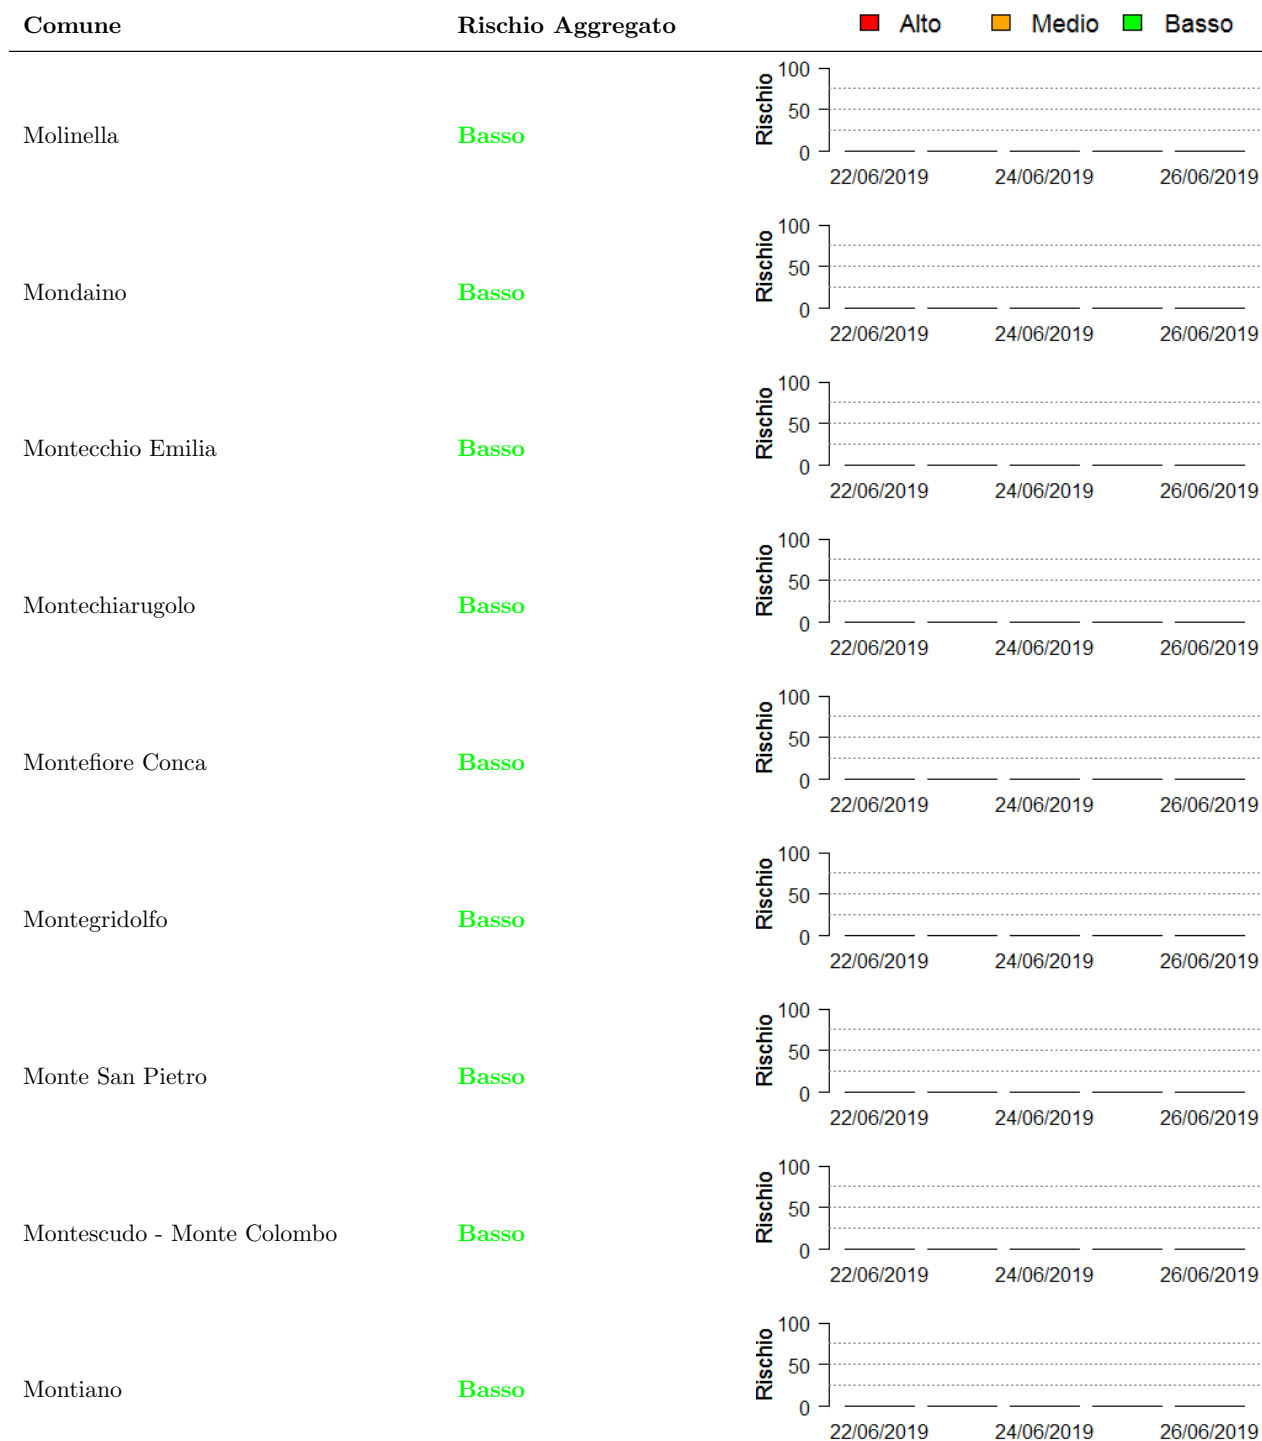 Comune Rischio Aggregato Alto Medio Basso
Molinella Basso
Rischio
100
50
0
22/06/2019 24/06/2019 26/06/2019
Mondaino Basso
Rischio
100
50
0
22/06/2019 24/06/2019 26/06/2019
Montecchio Emilia Basso
Rischio
100
50
0
22/06/2019 24/06/2019 26/06/2019
Montechiarugolo Basso
Rischio
100
50
0
22/06/2019 24/06/2019 26/06/2019
Montefiore Conca Basso
Rischio
100
50
0
22/06/2019 24/06/2019 26/06/2019
Montegridolfo Basso
Rischio
100
50
0
22/06/2019 24/06/2019 26/06/2019
Monte San Pietro Basso
Rischio
100
50
0
22/06/2019 24/06/2019 26/06/2019
Montescudo - Monte Colombo Basso
Rischio
100
50
0
22/06/2019 24/06/2019 26/06/2019
Montiano Basso
Rischio
100
50
0
22/06/2019 24/06/2019 26/06/2019